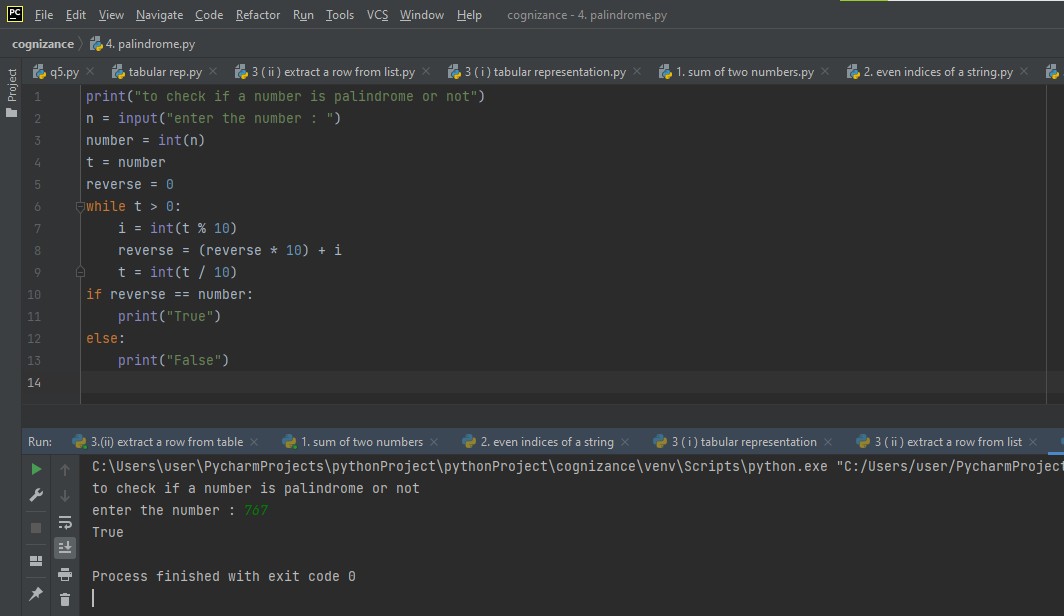 PC File Edit View Navigate Code Refactor Run Tools VCS Window Help cognizance - 4. palindrome.py
cognizance 4. palindrome.py
Project
q5.py tabular rep.py 3 ( ii ) extract a row from list.py 3 ( i ) tabular representation.py 1. sum of two numbers.py 2. even indices of a string.py
1 print("to check if a number is palindrome or not")
2 n = input("enter the number : ")
3 number = int(n)
4 t = number
5 reverse = 0
6 while t > 0:
7 i = int(t % 10)
8 reverse = (reverse * 10) + i
9 t = int(t / 10)
10 if reverse == number:
11 print("True")
12 else:
13 print("False")
14
Run: 3.(ii) extract a row from table 1. sum of two numbers 2. even indices of a string 3 ( i ) tabular representation 3 ( ii ) extract a row from list
C:\Users\user\PycharmProjects\pythonProject\pythonProject\cognizance\venv\Scripts\python.exe "C:/Users/user/PycharmProject
to check if a number is palindrome or not
enter the number : 767
True
Process finished with exit code 0